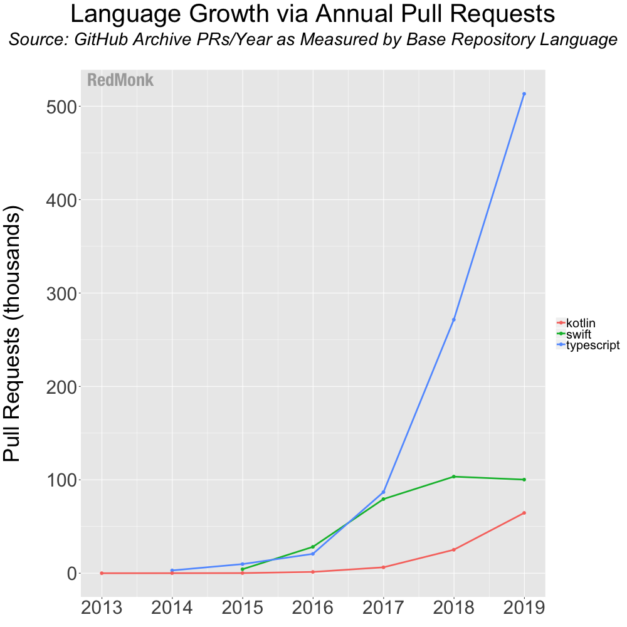 Language Growth via Annual Pull Requests
Source: GitHub Archive PRs/Year as Measured by Base Repository Language
RedMonk
Pull Requests (thousands)
500
400
300
200
100
0
2013 2014 2015 2016 2017 2018 2019
kotlin
swift
typescript